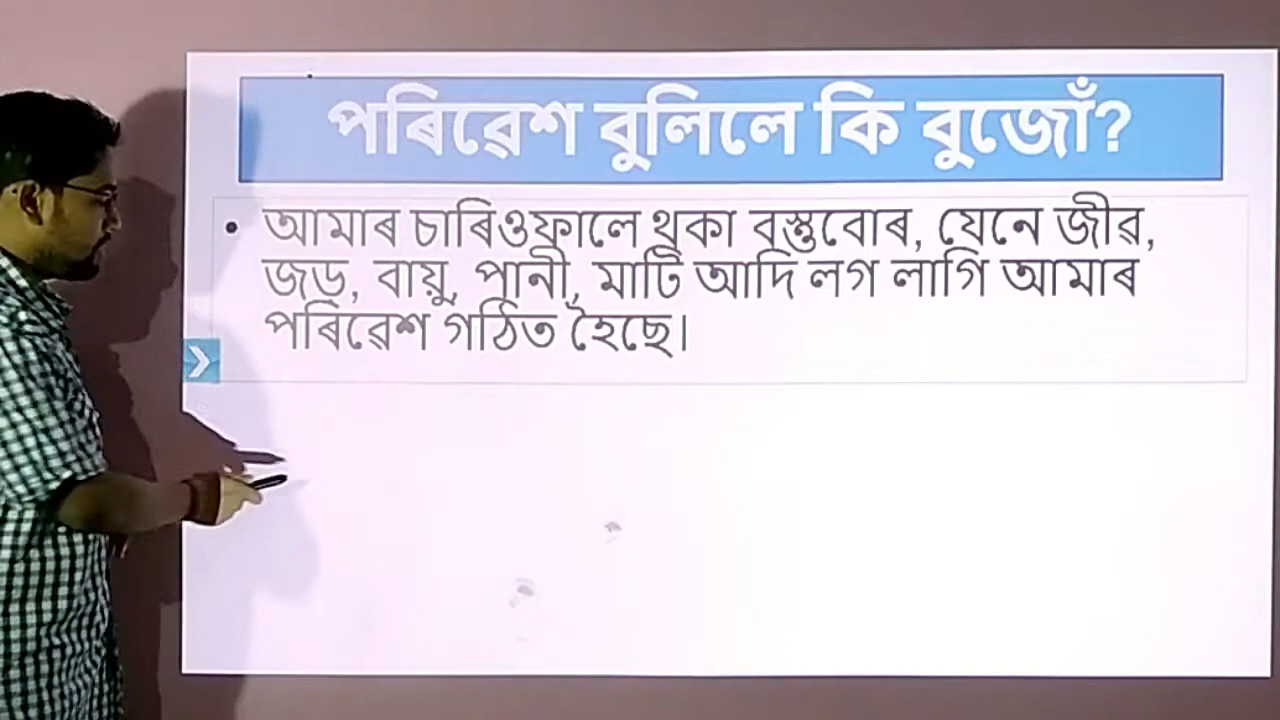 পৰিৱেশ বুলিলে কি বুজোঁ?
• আমাৰ চাৰিওফালে থকা বস্তুবোৰ, যেনে জীৱ,
জড়, বায়ু, পানী, মাটি আদি লগ লাগি আমাৰ
পৰিৱেশ গঠিত হৈছে।